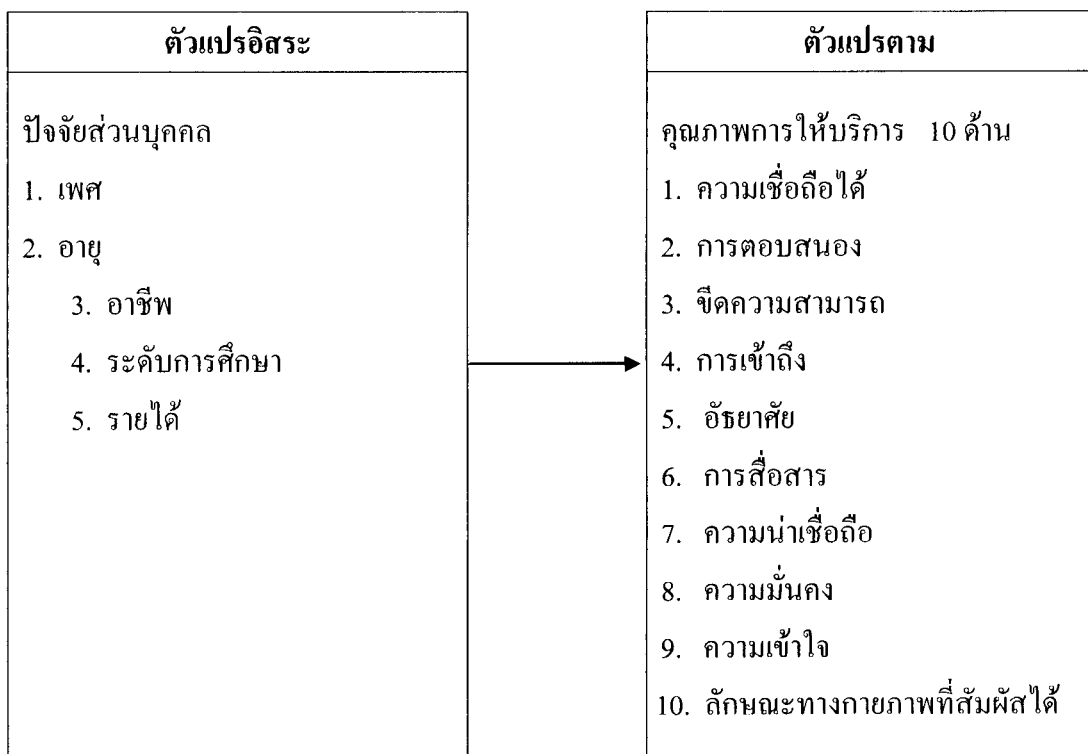 ตัวแปรอิสระ
ปัจจัยส่วนบุคคล
1. เพศ
2. อายุ
3. อาชีพ
4. ระดับการศึกษา
5. รายได้
ตัวแปรตาม
คุณภาพการให้บริการ 10 ด้าน
1. ความเชื่อถือได้
2. การตอบสนอง
3. ขีดความสามารถ
4. การเข้าถึง
5. อัธยาศัย
6. การสื่อสาร
7. ความน่าเชื่อถือ
8. ความมั่นคง
9. ความเข้าใจ
10. ลักษณะทางกายภาพที่สัมผัสได้